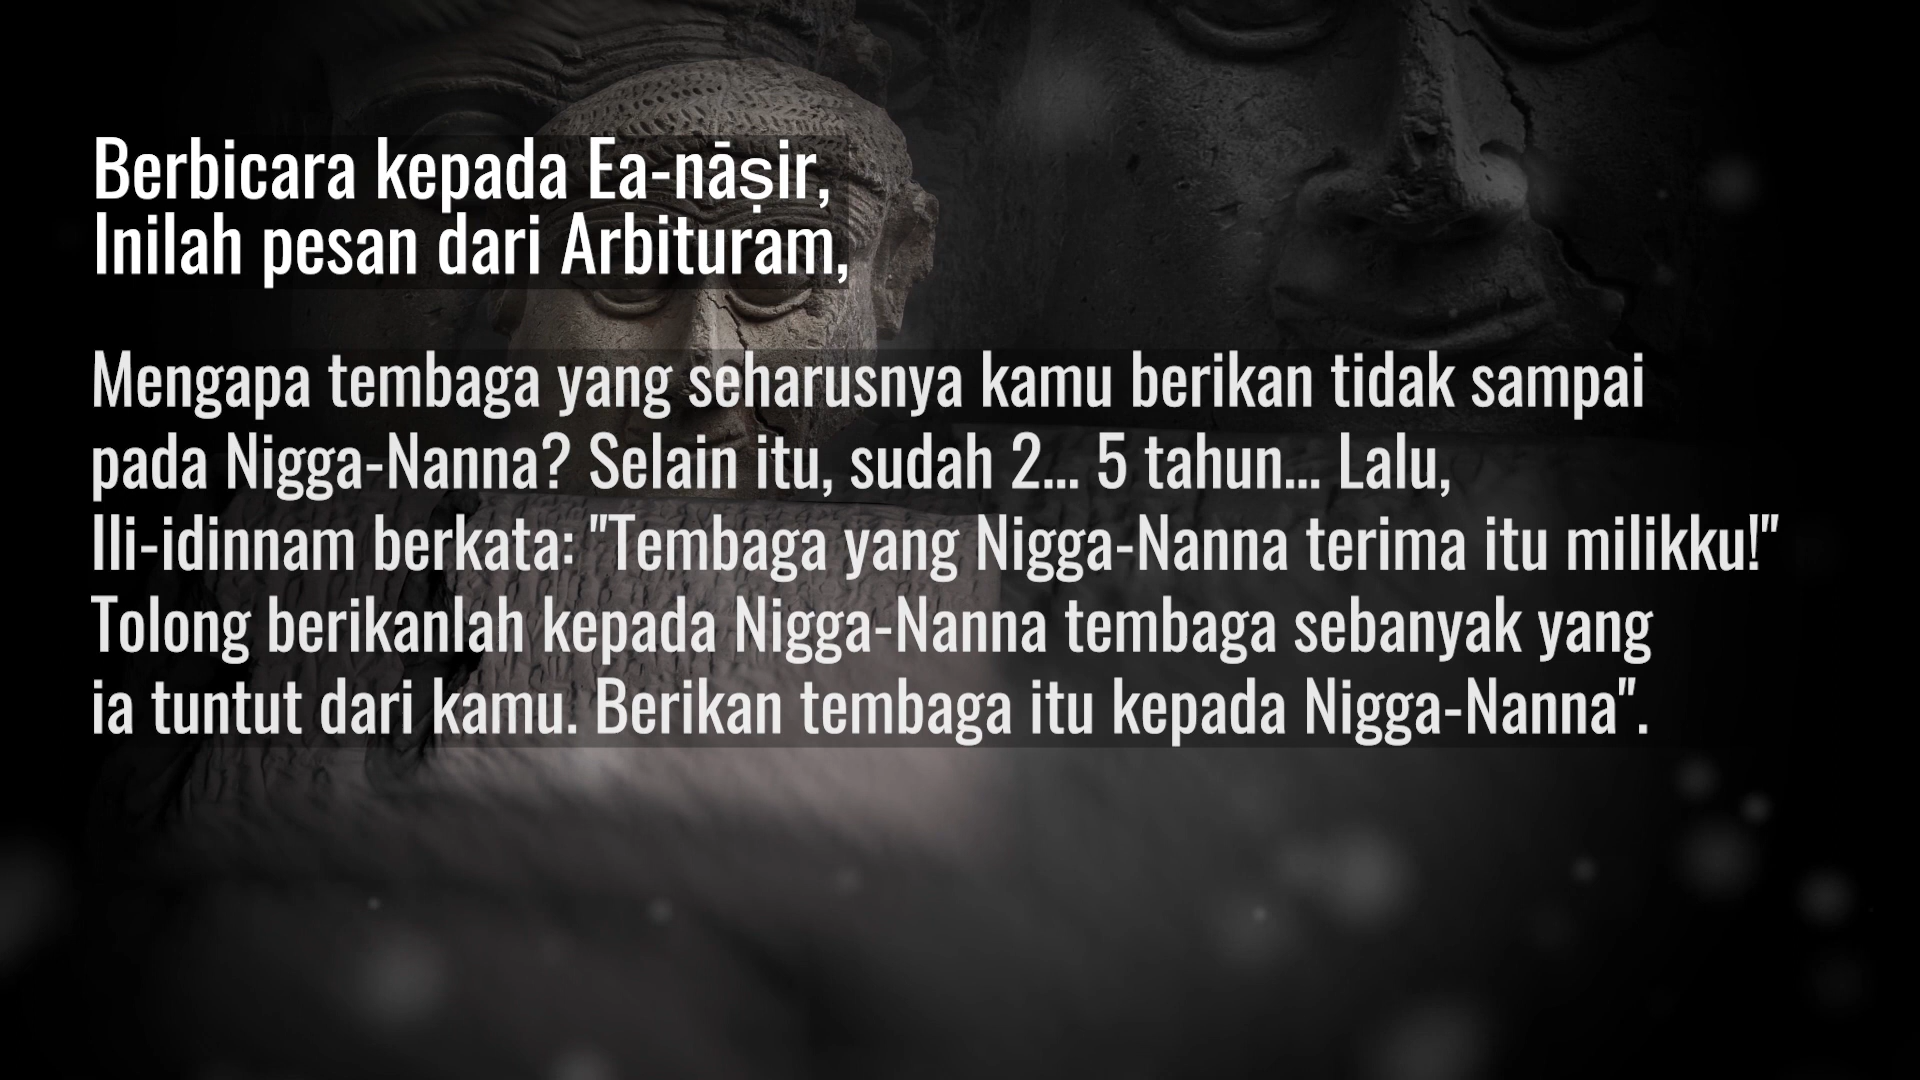 Berbicara kepada Ea-nāṣir,
Inilah pesan dari Arbituram,
Mengapa tembaga yang seharusnya kamu berikan tidak sampai
pada Nigga-Nanna? Selain itu, sudah 2... 5 tahun... Lalu,
Ili-idinnam berkata: "Tembaga yang Nigga-Nanna terima itu milikku!"
Tolong berikanlah kepada Nigga-Nanna tembaga sebanyak yang
ia tuntut dari kamu. Berikan tembaga itu kepada Nigga-Nanna".